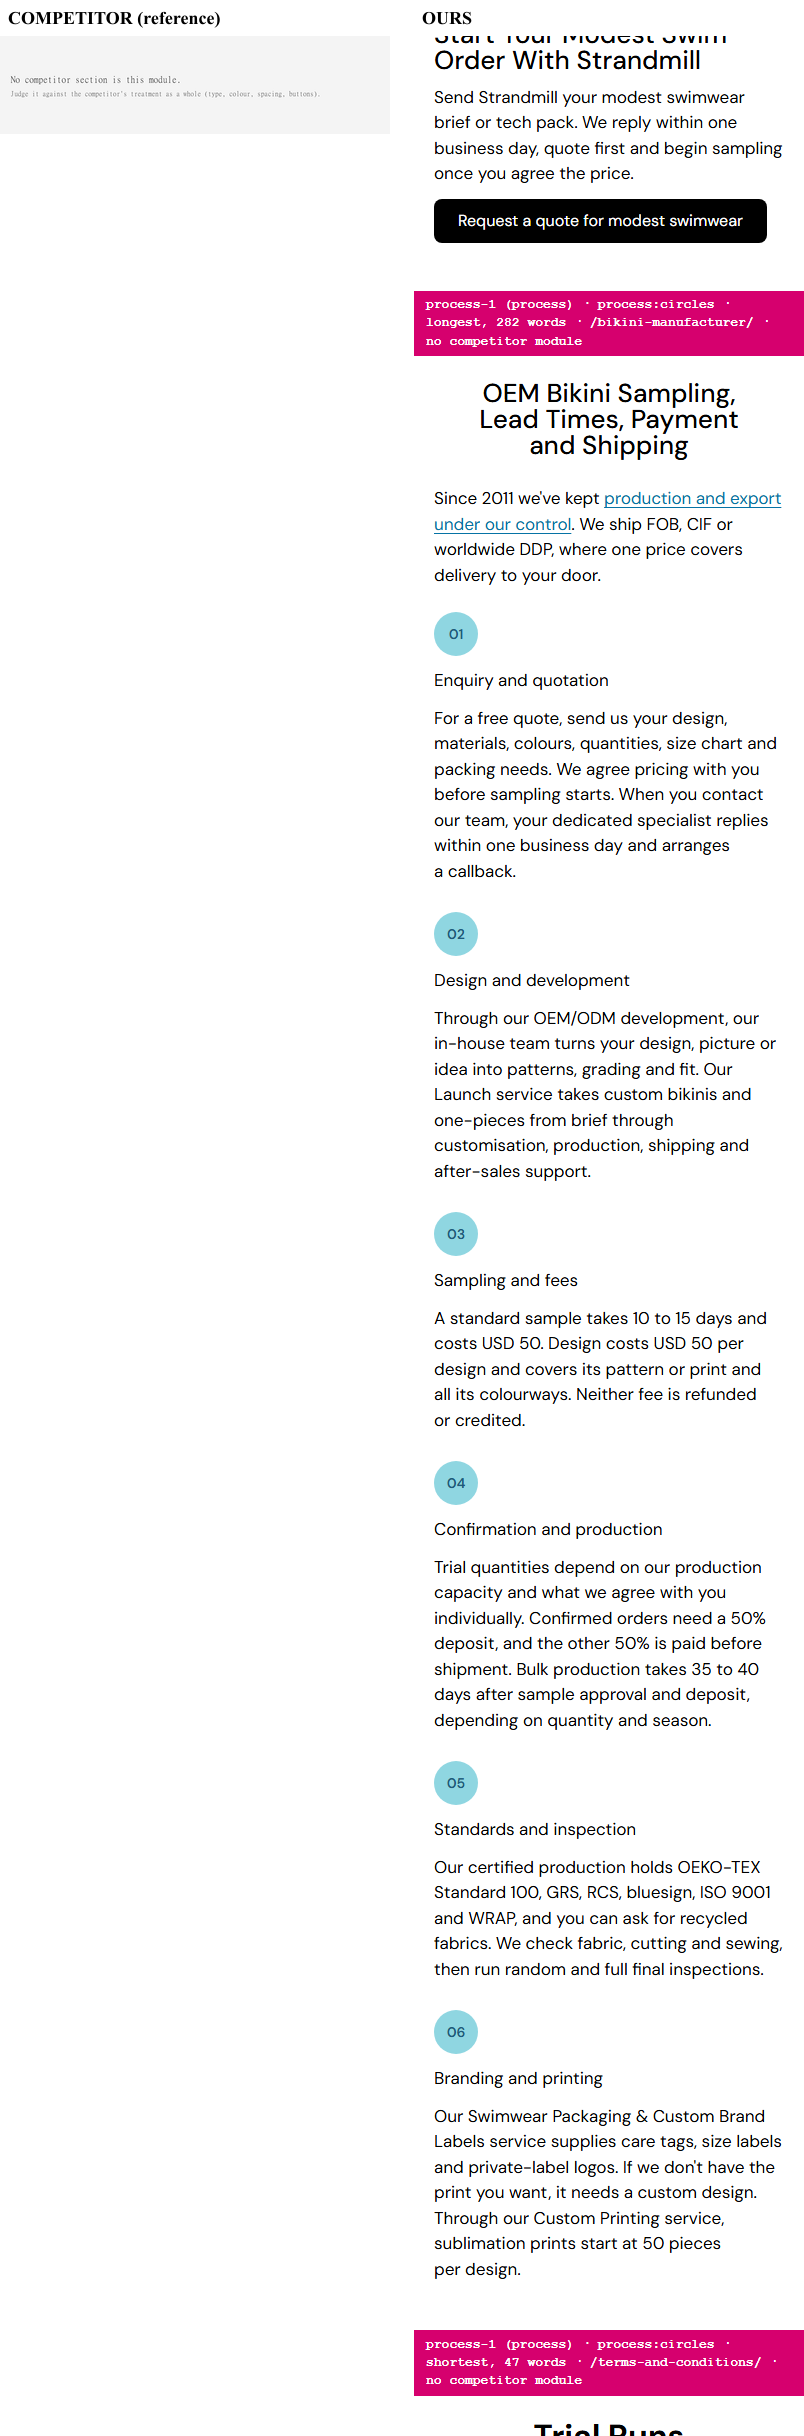 COMPETITOR (reference)
OURS
No competitor section is this module.
Judge it against the competitor's treatment as a whole (type, colour, spacing, buttons).
Start Your Modest Swim
Order With Strandmill
Send Strandmill your modest swimwear
brief or tech pack. We reply within one
business day, quote first and begin sampling
once you agree the price.
Request a quote for modest swimwear
process-1 (process) · process:circles ·
longest, 282 words · /bikini-manufacturer/ ·
no competitor module
OEM Bikini Sampling,
Lead Times, Payment
and Shipping
Since 2011 we've kept production and export
under our control. We ship FOB, CIF or
worldwide DDP, where one price covers
delivery to your door.
01
Enquiry and quotation
For a free quote, send us your design,
materials, colours, quantities, size chart and
packing needs. We agree pricing with you
before sampling starts. When you contact
our team, your dedicated specialist replies
within one business day and arranges
a callback.
02
Design and development
Through our OEM/ODM development, our
in-house team turns your design, picture or
idea into patterns, grading and fit. Our
Launch service takes custom bikinis and
one-pieces from brief through
customisation, production, shipping and
after-sales support.
03
Sampling and fees
A standard sample takes 10 to 15 days and
costs USD 50. Design costs USD 50 per
design and covers its pattern or print and
all its colourways. Neither fee is refunded
or credited.
04
Confirmation and production
Trial quantities depend on our production
capacity and what we agree with you
individually. Confirmed orders need a 50%
deposit, and the other 50% is paid before
shipment. Bulk production takes 35 to 40
days after sample approval and deposit,
depending on quantity and season.
05
Standards and inspection
Our certified production holds OEKO-TEX
Standard 100, GRS, RCS, bluesign, ISO 9001
and WRAP, and you can ask for recycled
fabrics. We check fabric, cutting and sewing,
then run random and full final inspections.
06
Branding and printing
Our Swimwear Packaging & Custom Brand
Labels service supplies care tags, size labels
and private-label logos. If we don't have the
print you want, it needs a custom design.
Through our Custom Printing service,
sublimation prints start at 50 pieces
per design.
process-1 (process) · process:circles ·
shortest, 47 words · /terms-and-conditions/ ·
no competitor module
Trial Runs